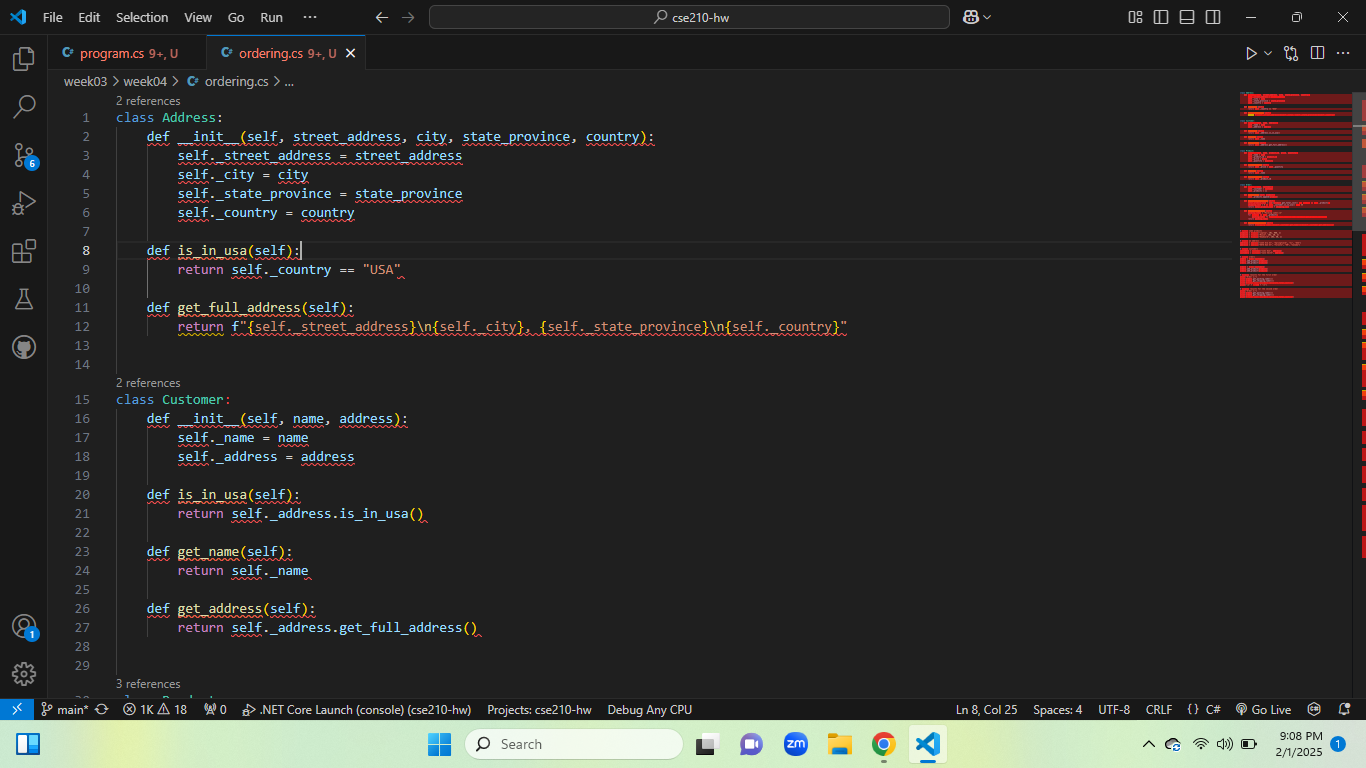 File Edit Selection View Go Run ··· cse210-hw
program.cs 9+, U ordering.cs 9+, U
week03 > week04 > ordering.cs > ...
2 references
1 class Address:
2 def __init__(self, street_address, city, state_province, country):
3 self._street_address = street_address
4 self._city = city
5 self._state_province = state_province
6 self._country = country
7
8 def is_in_usa(self):
9 return self._country == "USA"
10
11 def get_full_address(self):
12 return f"{self._street_address}\n{self._city}, {self._state_province}\n{self._country}"
13
14
2 references
15 class Customer:
16 def __init__(self, name, address):
17 self._name = name
18 self._address = address
19
20 def is_in_usa(self):
21 return self._address.is_in_usa()
22
23 def get_name(self):
24 return self._name
25
26 def get_address(self):
27 return self._address.get_full_address()
28
29
3 references
6
1
main* 1K 18 0 .NET Core Launch (console) (cse210-hw) Projects: cse210-hw Debug Any CPU Ln 8, Col 25 Spaces: 4 UTF-8 CRLF {} C# Go Live
Search zm 9:08 PM
2/1/2025 1